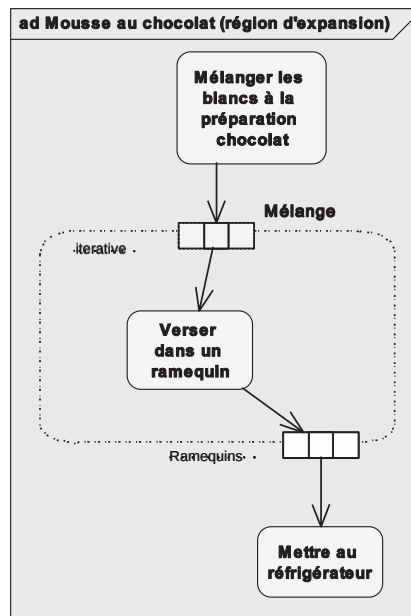 ad Mousse au chocolat (région d'expansion)
Mélanger les
blancs à la
préparation
chocolat
Mélange
iterative
Verser
dans un
ramequin
Ramequins
Mettre au
réfrigérateur